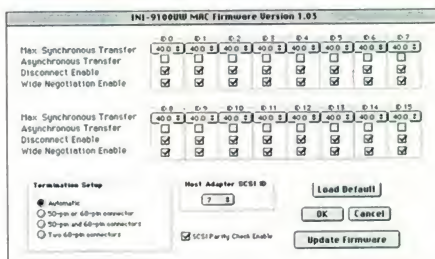 INI-9100UW MAC Firmware Version 1.05
ID 0 ID 1 ID 2 ID 3 ID 4 ID 5 ID 6 ID 7
Max Synchronous Transfer 40.0 40.0 40.0 40.0 40.0 40.0 40.0 40.0
Asynchronous Transfer
Disconnect Enable
Wide Negotiation Enable
ID 8 ID 9 ID 10 ID 11 ID 12 ID 13 ID 14 ID 15
Max Synchronous Transfer 40.0 40.0 40.0 40.0 40.0 40.0 40.0 40.0
Asynchronous Transfer
Disconnect Enable
Wide Negotiation Enable
Termination Setup
Automatic
50-pin or 68-pin connector
50-pin and 68-pin connectors
Two 68-pin connectors
Host Adapter SCSI ID
7
SCSI Parity Check Enable
Load Default
OK Cancel
Update Firmware